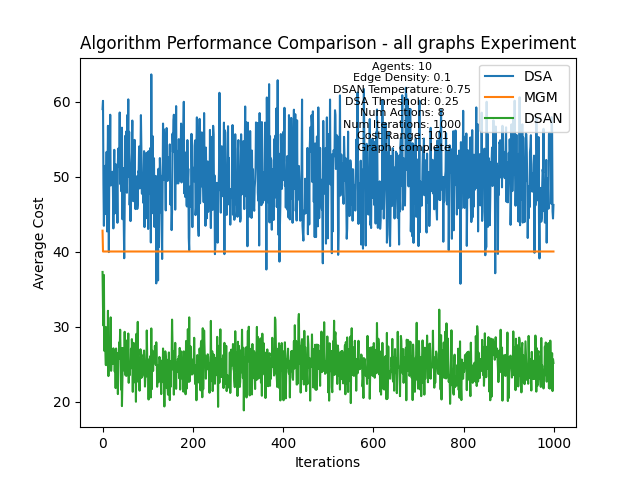 Algorithm Performance Comparison - all graphs Experiment
Agents: 10
Edge Density: 0.1
DSAN Temperature: 0.75
DSA Threshold: 0.25
Num Actions: 8
Num Iterations: 1000
Cost Range: 101
Graph: complete
DSA
MGM
DSAN
Average Cost
60
50
40
30
20
0
200
400
600
800
1000
Iterations